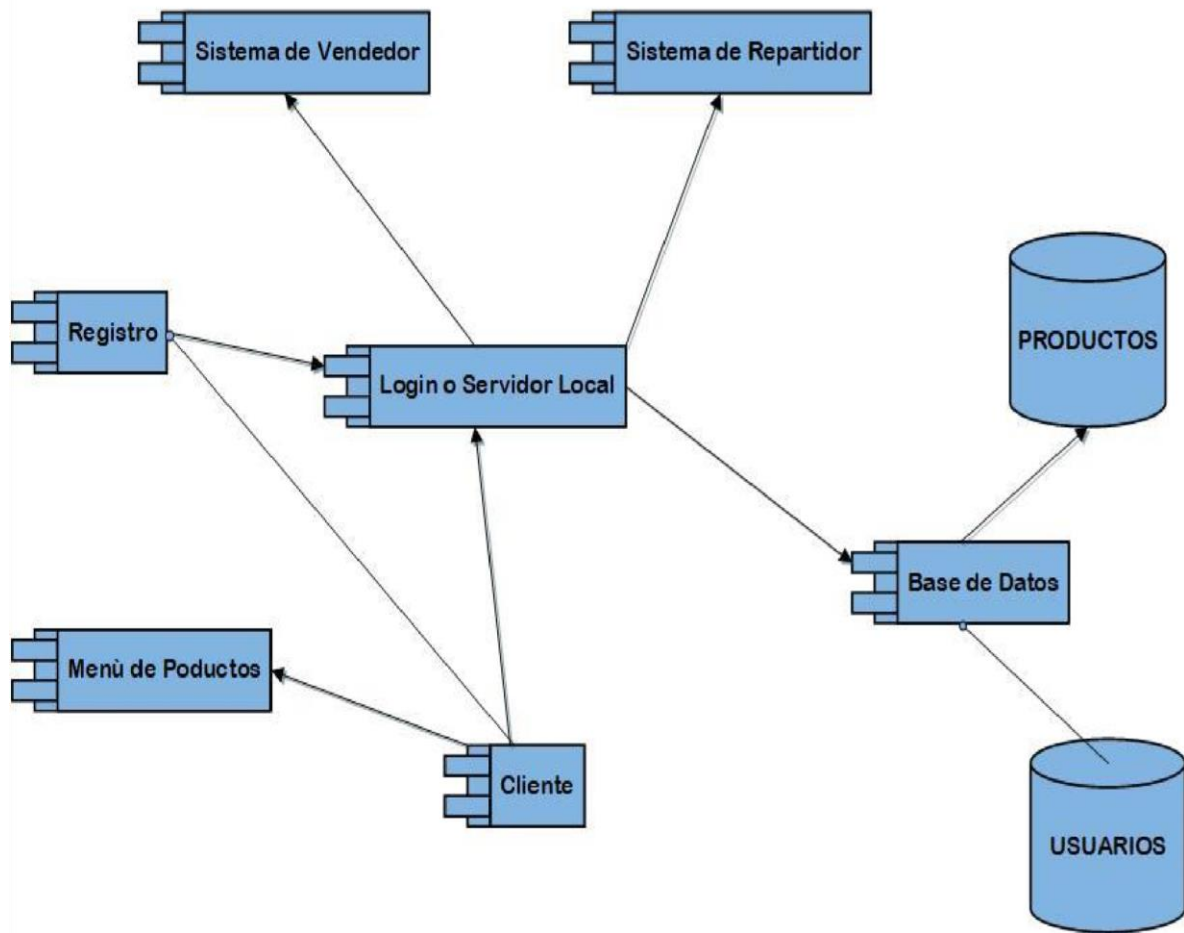 Sistema de Vendedor
Sistema de Repartidor
Registro
Login o Servidor Local
PRODUCTOS
Base de Datos
Menù de Poductos
Cliente
USUARIOS